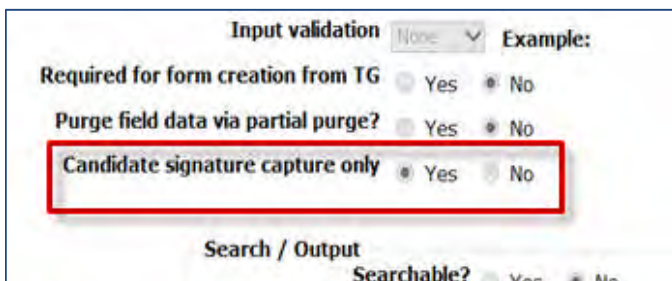 Input validation None Example:
Required for form creation from TG Yes No
Purge field data via partial purge? Yes No
Candidate signature capture only Yes No
Search / Output
Searchable? Yes No